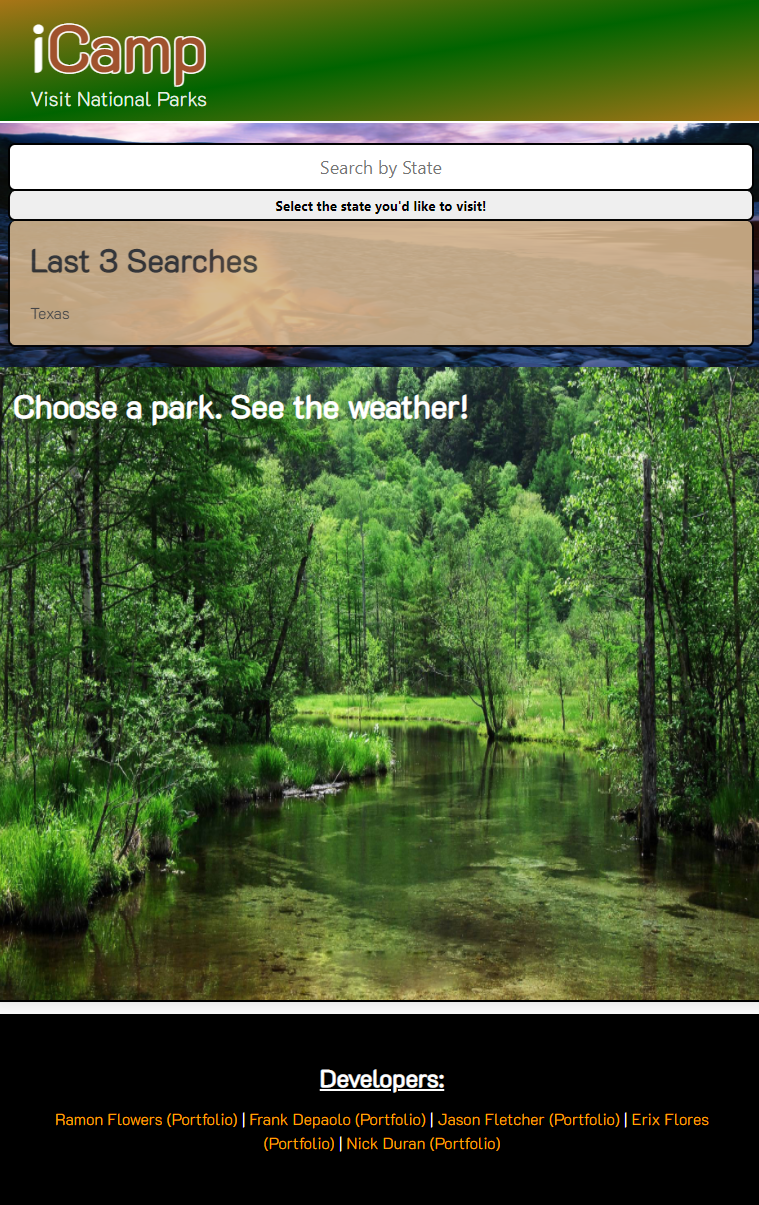 iCamp
Visit National Parks
Search by State
Select the state you'd like to visit!
Last 3 Searches
Texas
Choose a park. See the weather!
Developers:
Ramon Flowers (Portfolio) | Frank Depaolo (Portfolio) | Jason Fletcher (Portfolio) | Erix Flores
(Portfolio) | Nick Duran (Portfolio)